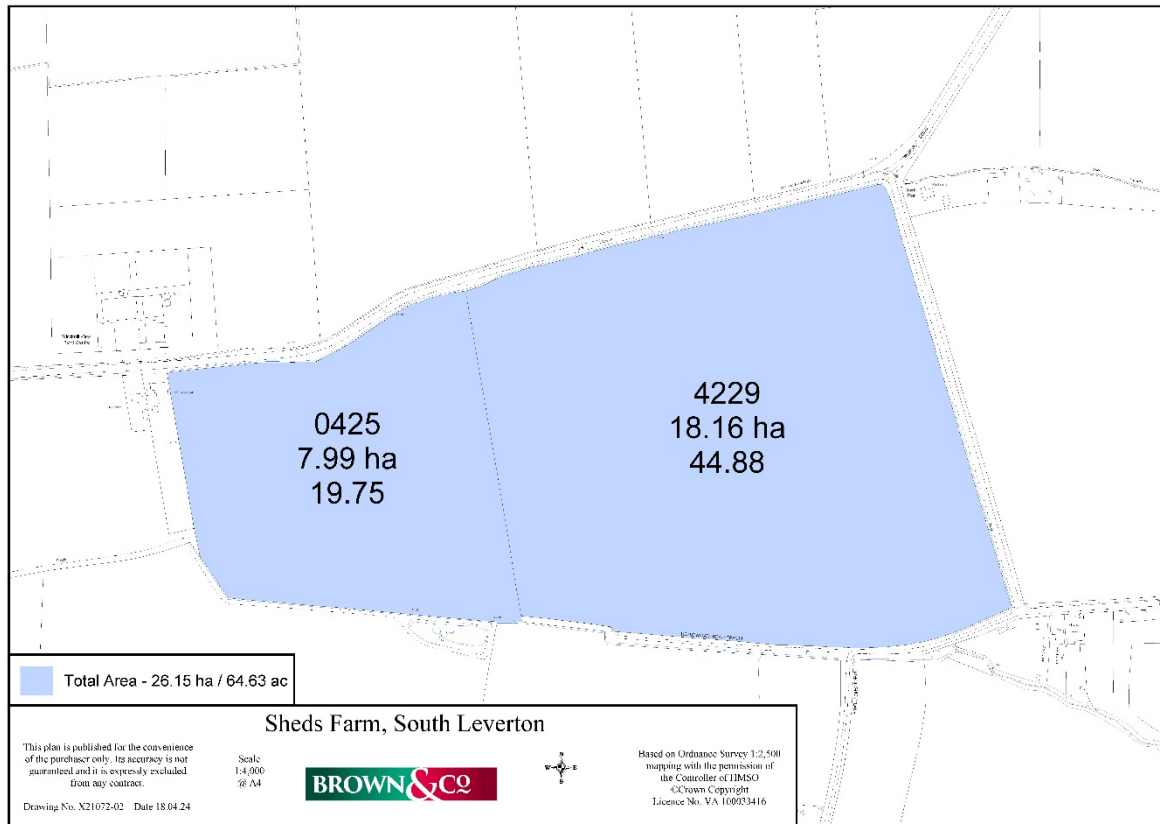 0425
7.99 ha
19.75
4229
18.16 ha
44.88
Total Area - 26.15 ha / 64.63 ac
Sheds Farm, South Leverton
This plan is published for the convenience
of the purchaser only. Its accuracy is not
guaranteed and it is expressly excluded
from any contract.
Drawing No. X21072-02 Date 18.04.24
Scale
1:4,000
@ A4
BROWN&CO
N
W E
S
Based on Ordnance Survey 1:2,500
mapping with the permission of
the Controller of HMSO
©Crown Copyright
Licence No. VA 100033416